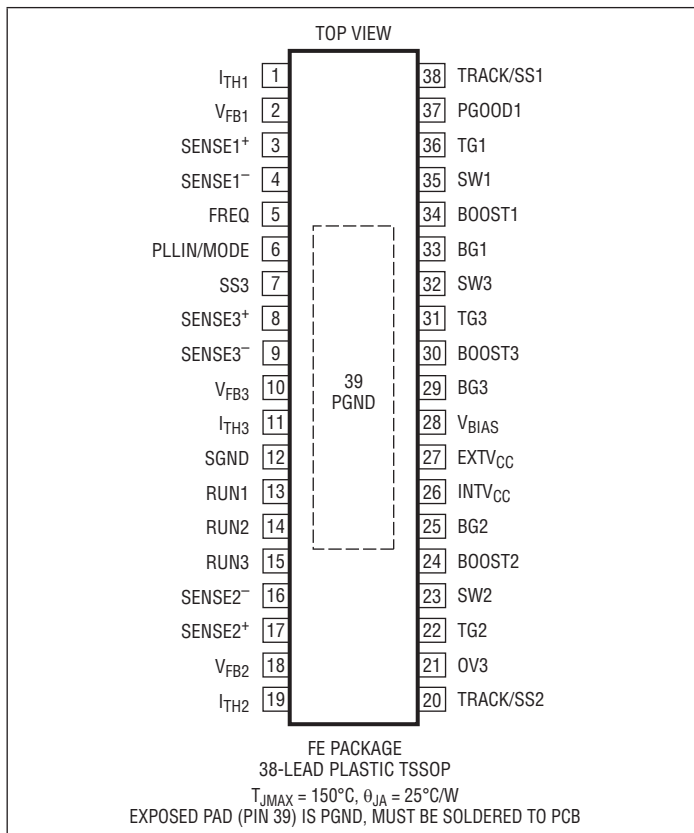 TOP VIEW
I_TH1 1
V_FB1 2
SENSE1⁺ 3
SENSE1⁻ 4
FREQ 5
PLLIN/MODE 6
SS3 7
SENSE3⁺ 8
SENSE3⁻ 9
V_FB3 10
I_TH3 11
SGND 12
RUN1 13
RUN2 14
RUN3 15
SENSE2⁻ 16
SENSE2⁺ 17
V_FB2 18
I_TH2 19
39
PGND
38 TRACK/SS1
37 PGOOD1
36 TG1
35 SW1
34 BOOST1
33 BG1
32 SW3
31 TG3
30 BOOST3
29 BG3
28 V_BIAS
27 EXTV_CC
26 INTV_CC
25 BG2
24 BOOST2
23 SW2
22 TG2
21 OV3
20 TRACK/SS2
FE PACKAGE
38-LEAD PLASTIC TSSOP
T_JMAX = 150°C, θ_JA = 25°C/W
EXPOSED PAD (PIN 39) IS PGND, MUST BE SOLDERED TO PCB